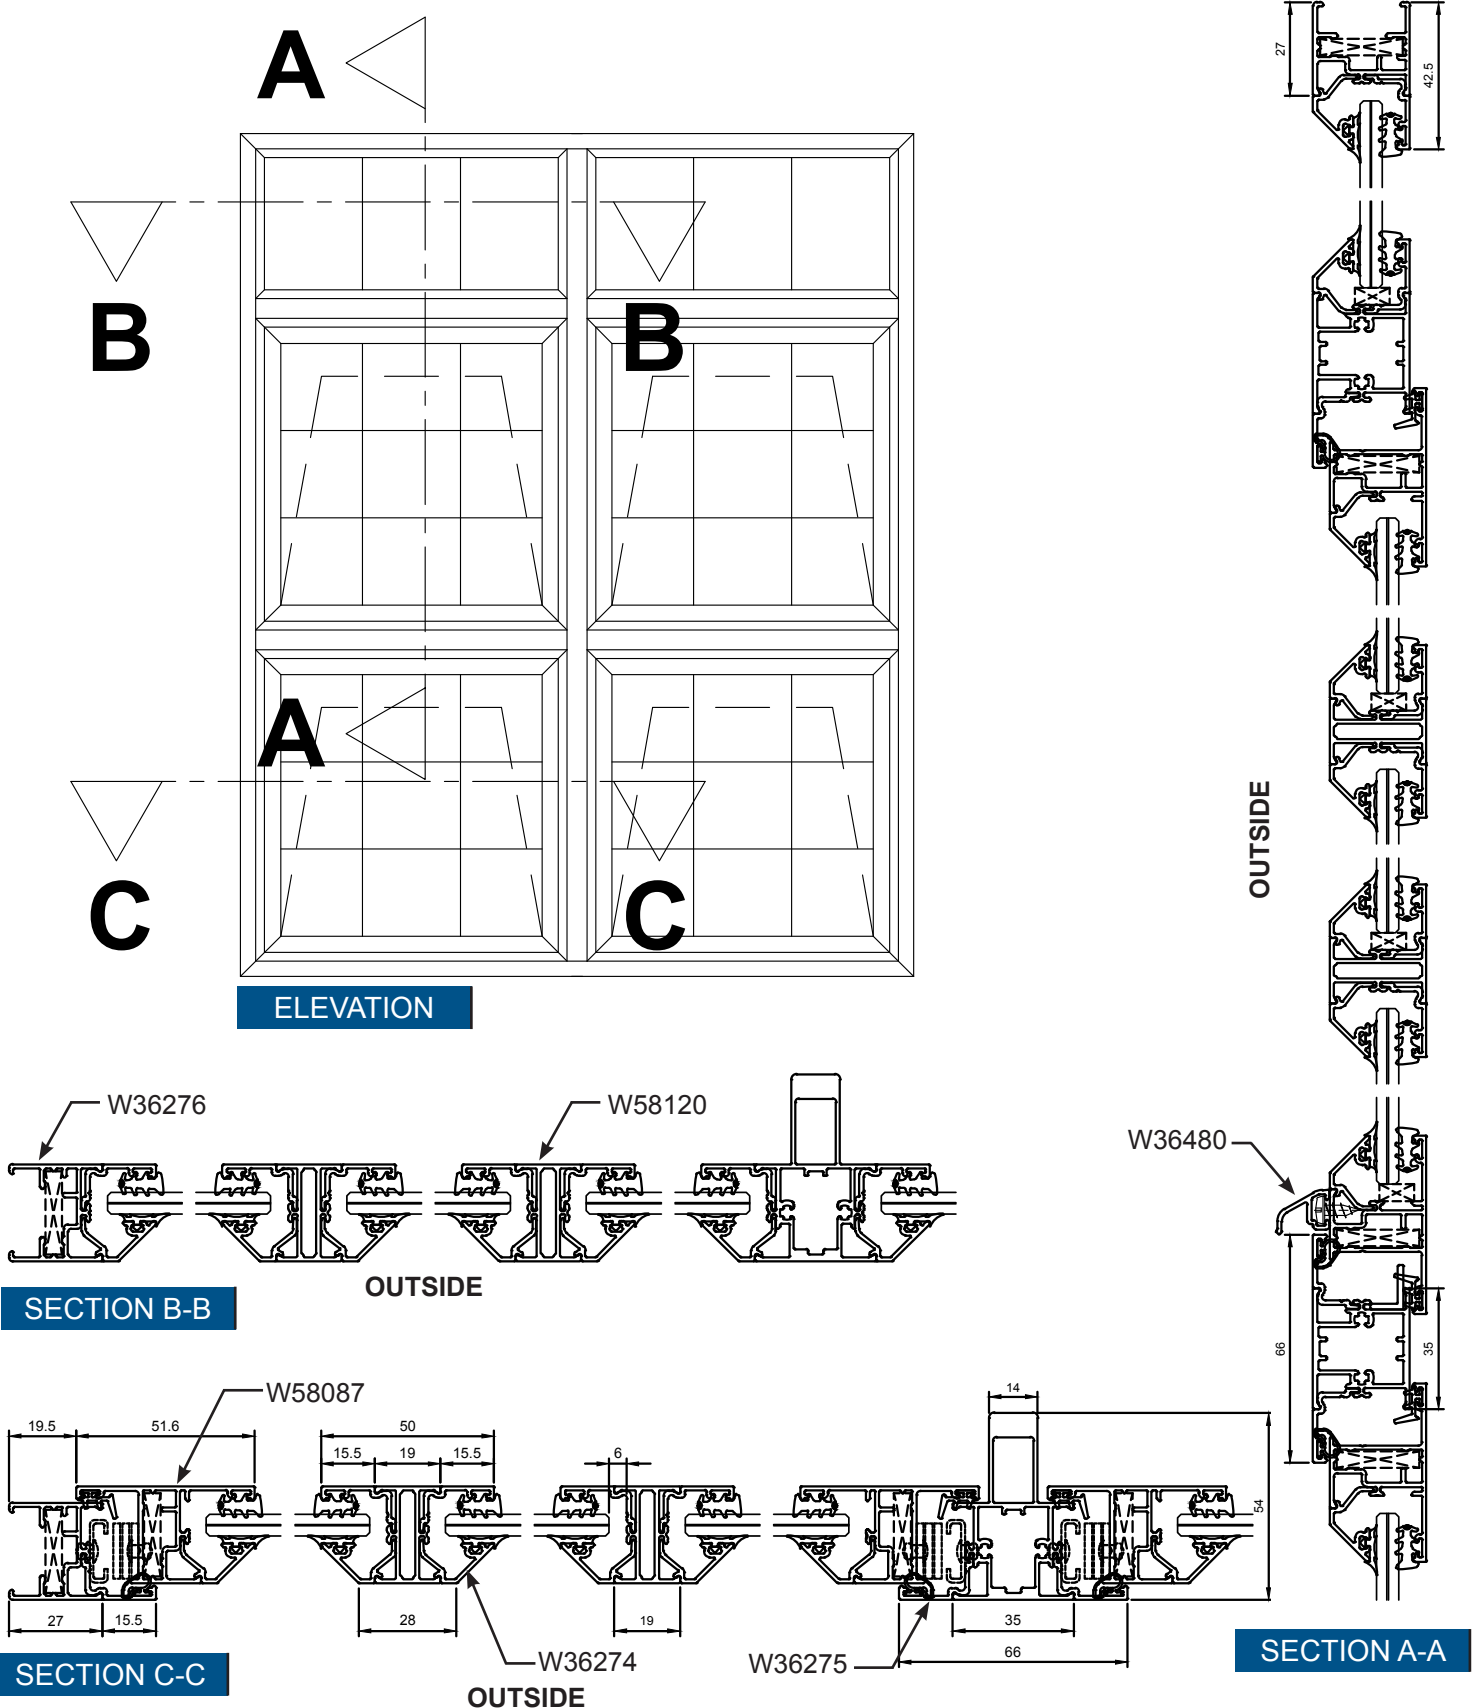 A
27
42.5
B
B
A
C
C
OUTSIDE
ELEVATION
W36276
W58120
W36480
OUTSIDE
SECTION B-B
66
35
W58087
14
19.5
51.6
50
15.5
19
15.5
6
54
27
15.5
28
19
35
66
W36274
W36275
SECTION A-A
SECTION C-C
OUTSIDE